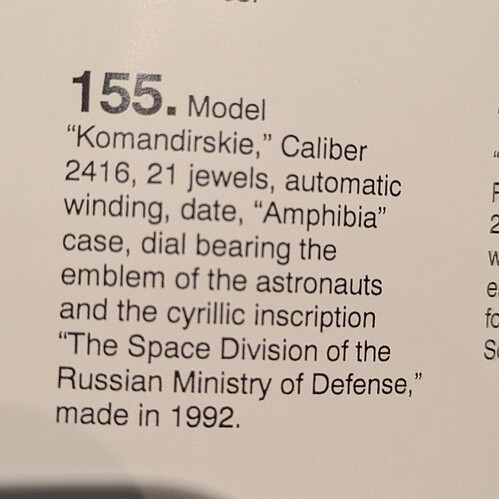 155. Model
“Komandirskie,” Caliber
2416, 21 jewels, automatic
winding, date, “Amphibia”
case, dial bearing the
emblem of the astronauts
and the cyrillic inscription
“The Space Division of the
Russian Ministry of Defense,”
made in 1992.